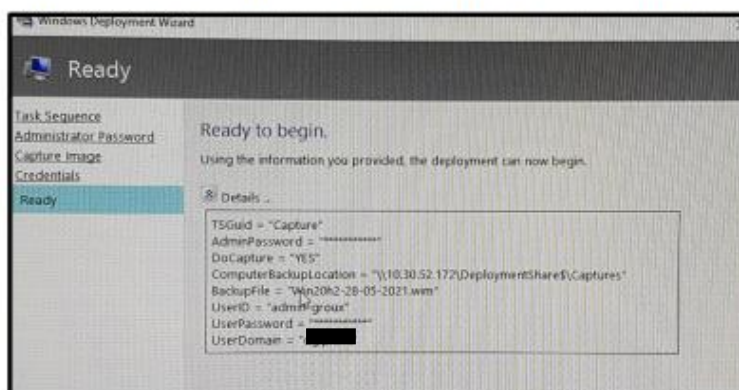 Windows Deployment Wizard
Ready
Task Sequence
Administrator Password
Capture Image
Credentials
Ready
Ready to begin.
Using the information you provided, the deployment can now begin.
Details ..
TSGuid = "Capture"
AdminPassword = "************"
DoCapture = "YES"
ComputerBackupLocation = "\\10.30.52.172\DeploymentShare$\Captures"
BackupFile = "Win20h2-28-05-2021.wim"
UserID = "admin-groux"
UserPassword = "************"
UserDomain =